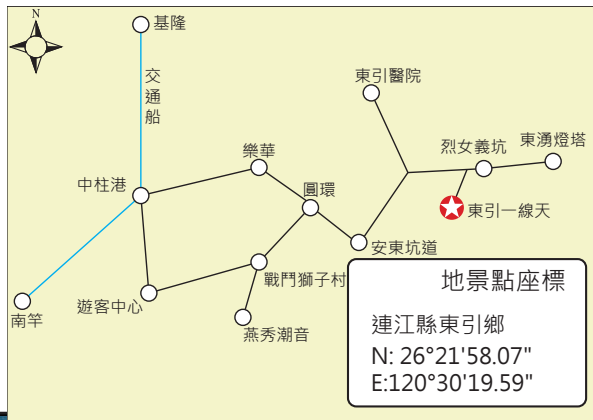 N
基隆
交通船
東引醫院
樂華
烈女義坑
東湧燈塔
中柱港
圓環
東引一線天
安東坑道
戰鬥獅子村
遊客中心
南竿
燕秀潮音
地景點座標
連江縣東引鄉
N: 26°21'58.07"
E:120°30'19.59"